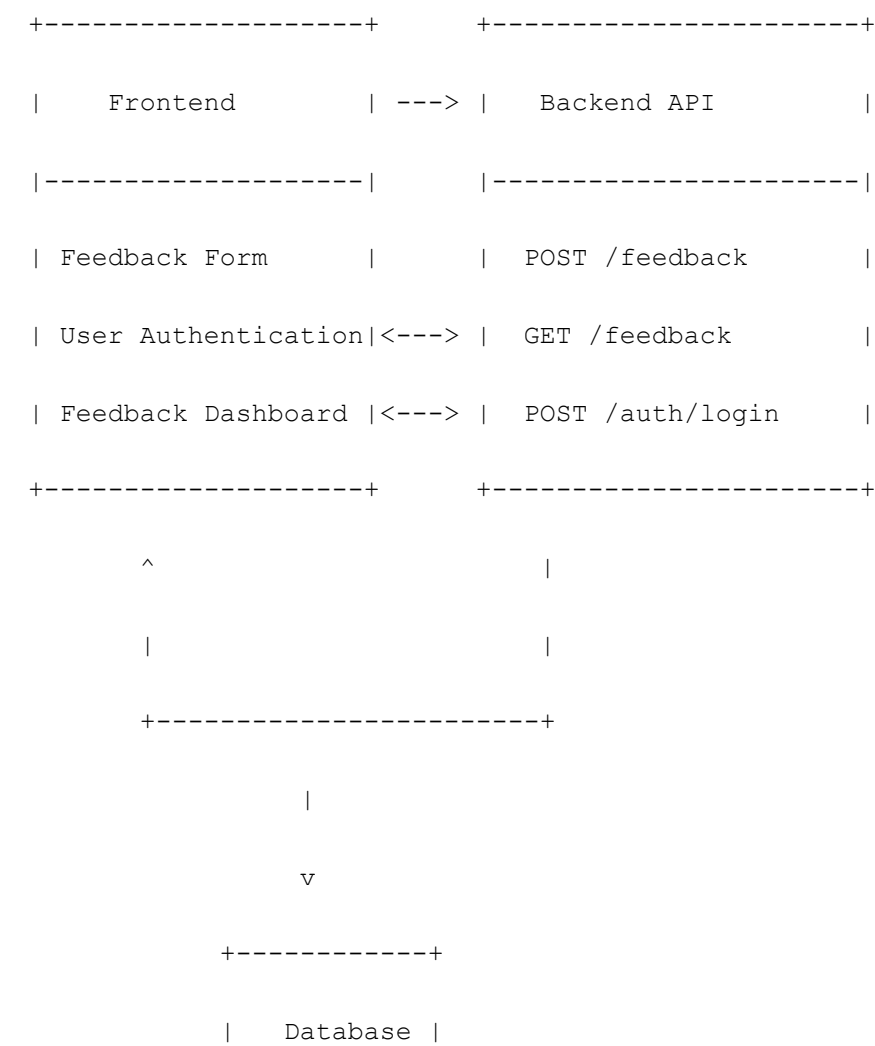 +--------------------+      +-----------------------+
|    Frontend        | ---> |   Backend API         |
|--------------------|      |-----------------------|
| Feedback Form      |      |  POST /feedback       |
| User Authentication|<---> |  GET /feedback        |
| Feedback Dashboard |<---> |  POST /auth/login     |
+--------------------+      +-----------------------+
       ^                        |
       |                        |
       +------------------------+
                 |
                 v
            +------------+
            |   Database |